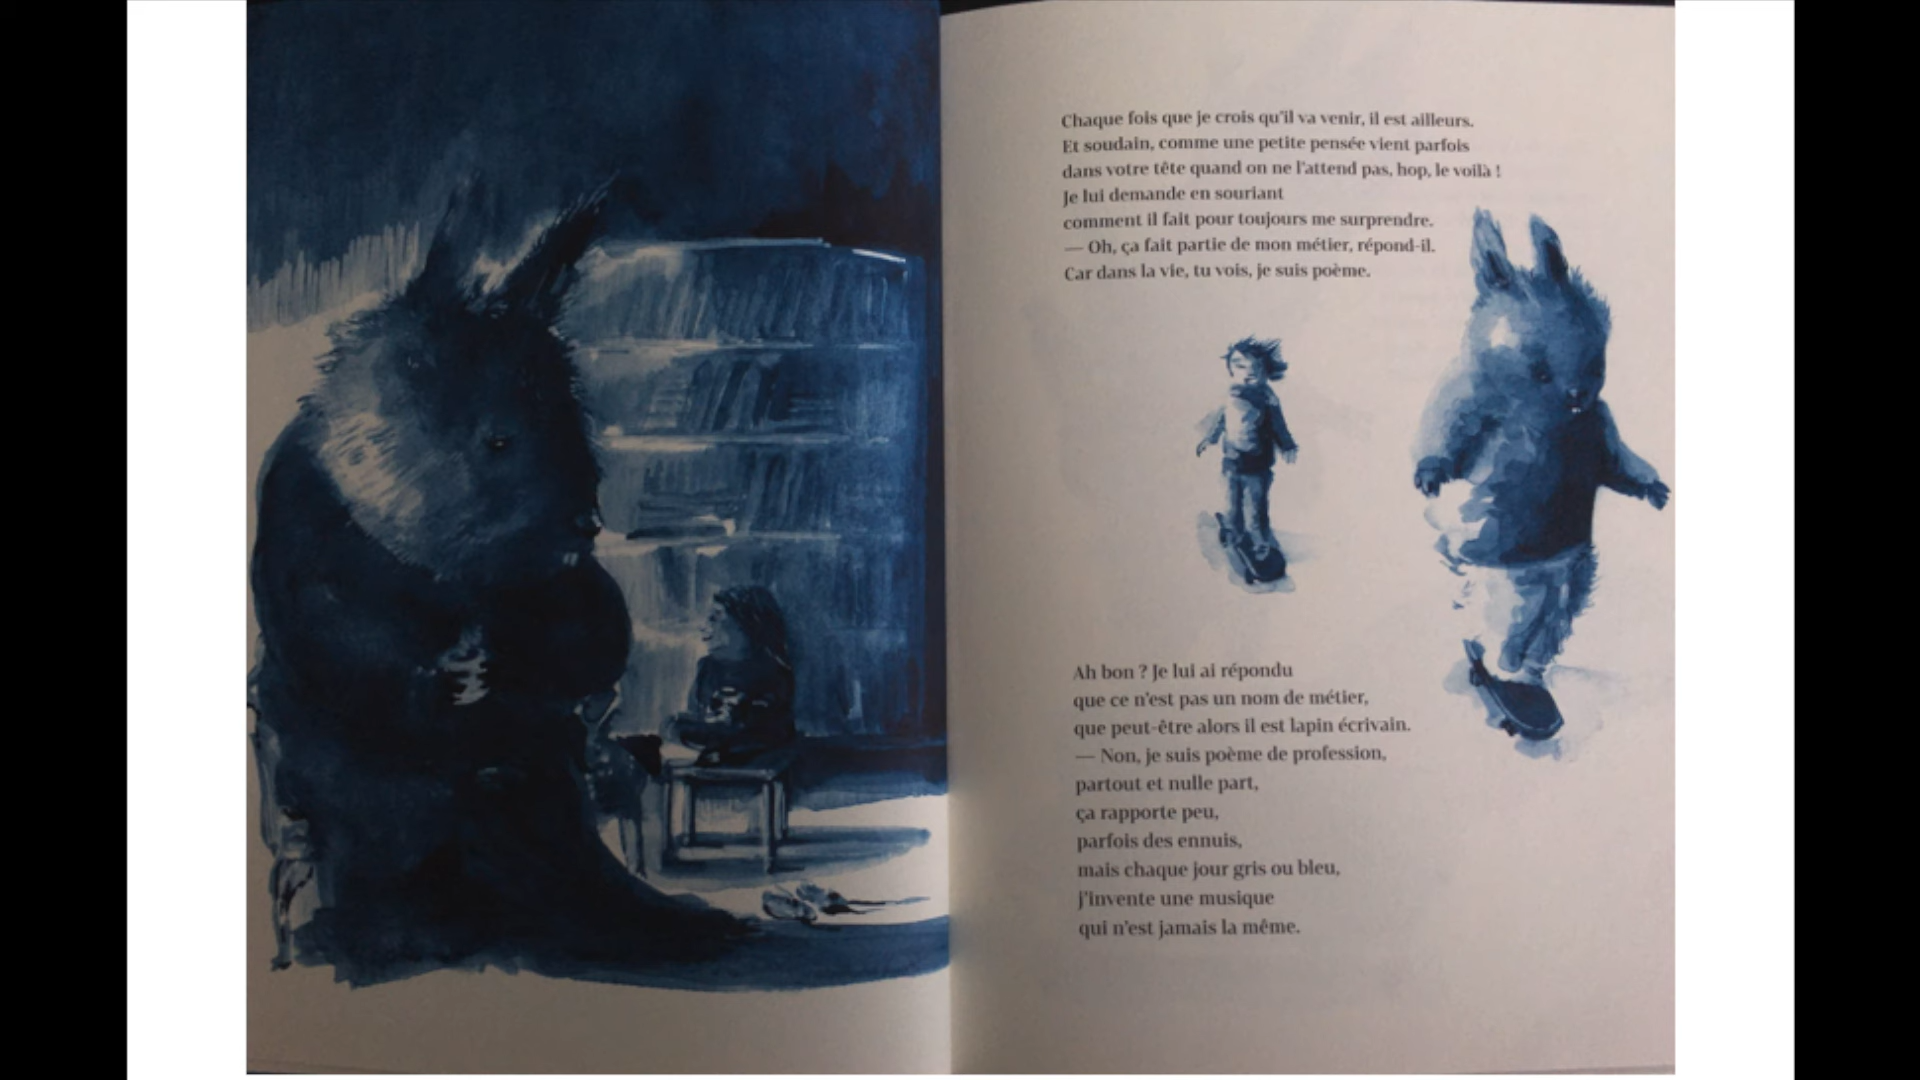 Chaque fois que je crois qu'il va venir, il est ailleurs.
Et soudain, comme une petite pensée vient parfois
dans votre tête quand on ne l'attend pas, hop, le voilà !
Je lui demande en souriant
comment il fait pour toujours me surprendre.
— Oh, ça fait partie de mon métier, répond-il.
Car dans la vie, tu vois, je suis poème.
Ah bon ? Je lui ai répondu
que ce n'est pas un nom de métier,
que peut-être alors il est lapin écrivain.
— Non, je suis poème de profession,
partout et nulle part,
ça rapporte peu,
parfois des ennuis,
mais chaque jour gris ou bleu,
j'invente une musique
qui n'est jamais la même.